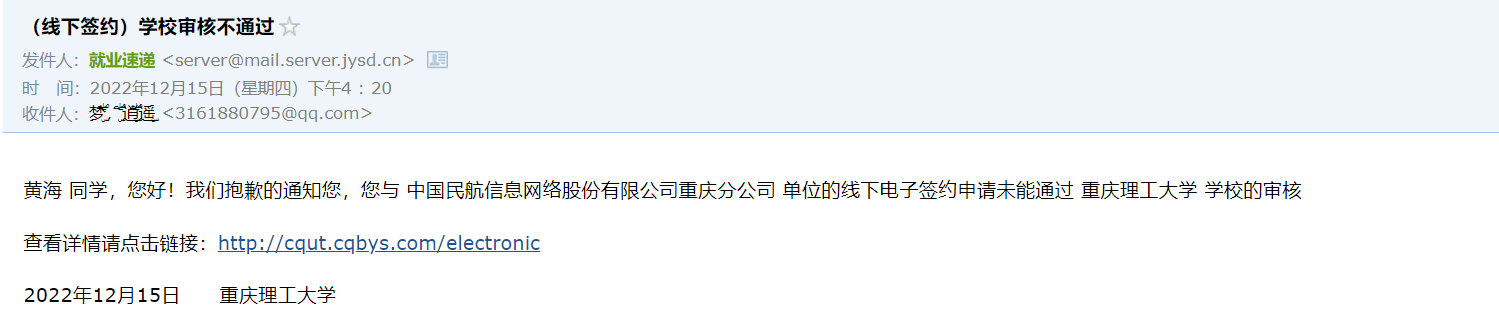 （线下签约）学校审核不通过
发件人：就业速递 <server@mail.server.jysd.cn>
时 间：2022年12月15日（星期四）下午4：20
收件人：梦 逍遥 <3161880795@qq.com>
黄海 同学，您好！我们抱歉的通知您，您与 中国民航信息网络股份有限公司重庆分公司 单位的线下电子签约申请未能通过 重庆理工大学 学校的审核
查看详情请点击链接：http://cqut.cqbys.com/electronic
2022年12月15日 重庆理工大学